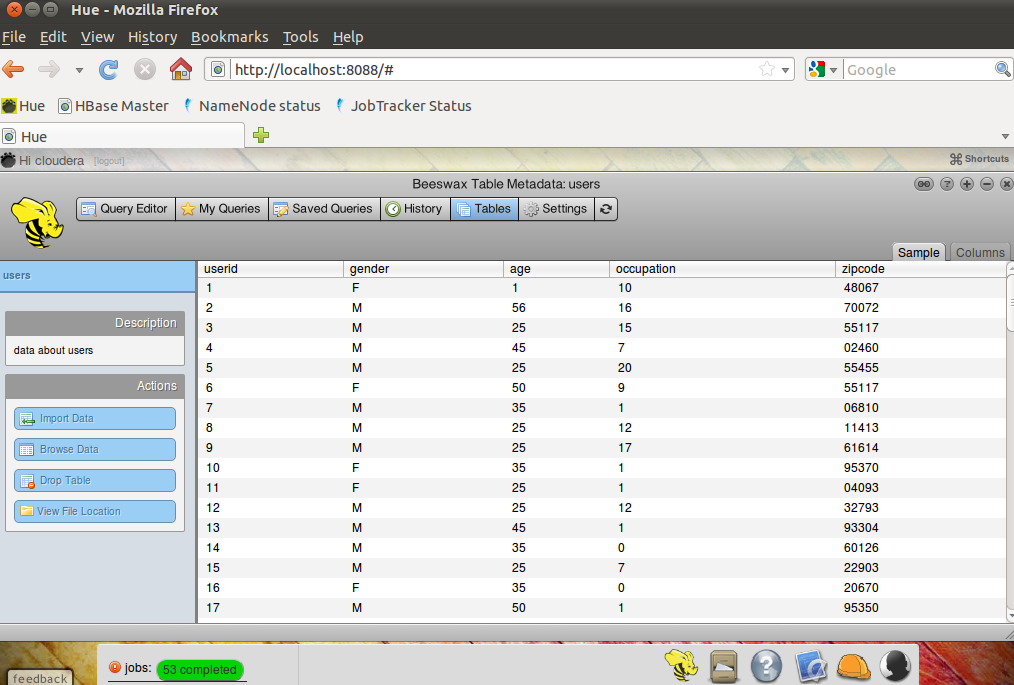 Hue - Mozilla Firefox
File Edit View History Bookmarks Tools Help
http://localhost:8088/# Google
Hue HBase Master NameNode status JobTracker Status
Hue
Hi cloudera [logout] ⌘ Shortcuts
Beeswax Table Metadata: users
Query Editor My Queries Saved Queries History Tables Settings
Sample Columns
users
Description
data about users
Actions
Import Data
Browse Data
Drop Table
View File Location
userid gender age occupation zipcode
1 F 1 10 48067
2 M 56 16 70072
3 M 25 15 55117
4 M 45 7 02460
5 M 25 20 55455
6 F 50 9 55117
7 M 35 1 06810
8 M 25 12 11413
9 M 25 17 61614
10 F 35 1 95370
11 F 25 1 04093
12 M 25 12 32793
13 M 45 1 93304
14 M 35 0 60126
15 M 25 7 22903
16 F 35 0 20670
17 M 50 1 95350
feedback
jobs: 53 completed